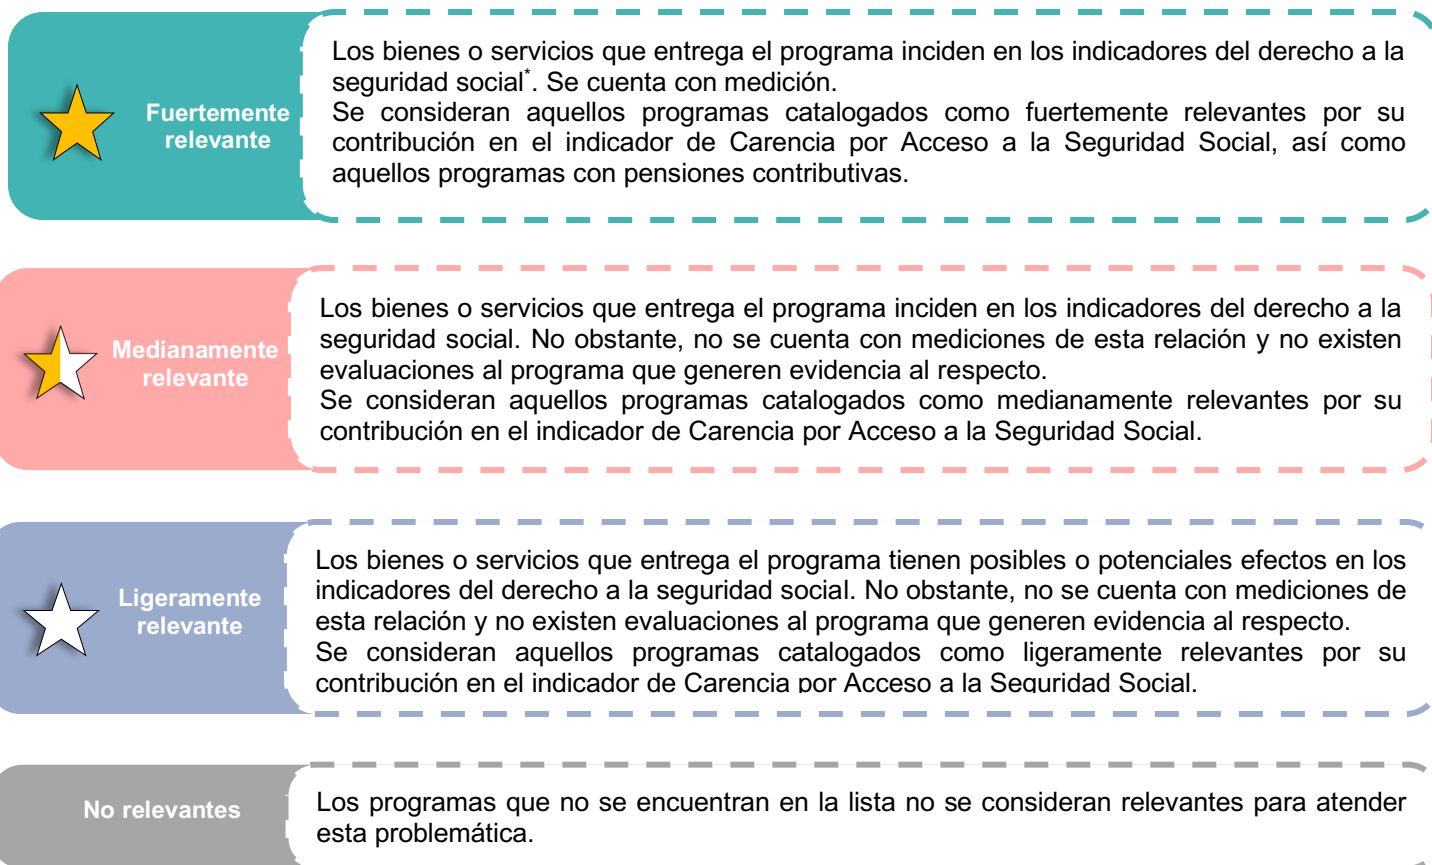 Fuertemente
relevante
Los bienes o servicios que entrega el programa inciden en los indicadores del derecho a la
seguridad social*. Se cuenta con medición.
Se consideran aquellos programas catalogados como fuertemente relevantes por su
contribución en el indicador de Carencia por Acceso a la Seguridad Social, así como
aquellos programas con pensiones contributivas.
Medianamente
relevante
Los bienes o servicios que entrega el programa inciden en los indicadores del derecho a la
seguridad social. No obstante, no se cuenta con mediciones de esta relación y no existen
evaluaciones al programa que generen evidencia al respecto.
Se consideran aquellos programas catalogados como medianamente relevantes por su
contribución en el indicador de Carencia por Acceso a la Seguridad Social.
Ligeramente
relevante
Los bienes o servicios que entrega el programa tienen posibles o potenciales efectos en los
indicadores del derecho a la seguridad social. No obstante, no se cuenta con mediciones de
esta relación y no existen evaluaciones al programa que generen evidencia al respecto.
Se consideran aquellos programas catalogados como ligeramente relevantes por su
contribución en el indicador de Carencia por Acceso a la Seguridad Social.
No relevantes
Los programas que no se encuentran en la lista no se consideran relevantes para atender
esta problemática.